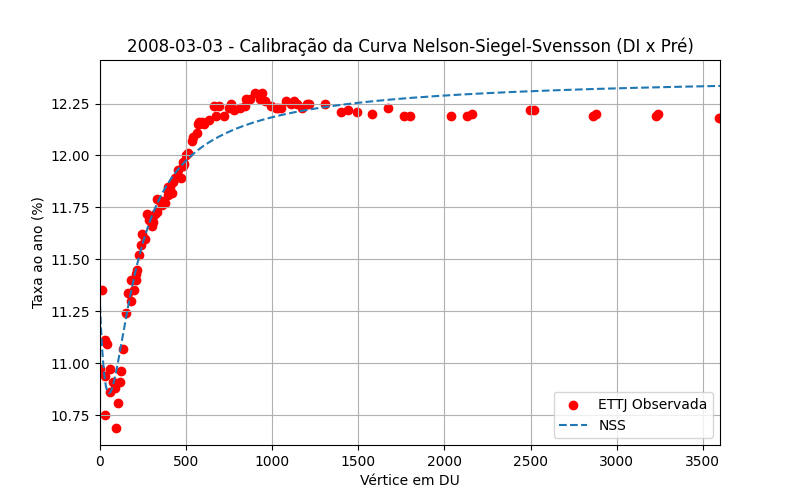 2008-03-03 - Calibração da Curva Nelson-Siegel-Svensson (DI x Pré)
Taxa ao ano (%)
12.25
12.00
11.75
11.50
11.25
11.00
10.75
0 500 1000 1500 2000 2500 3000 3500
Vértice em DU
ETTJ Observada
NSS